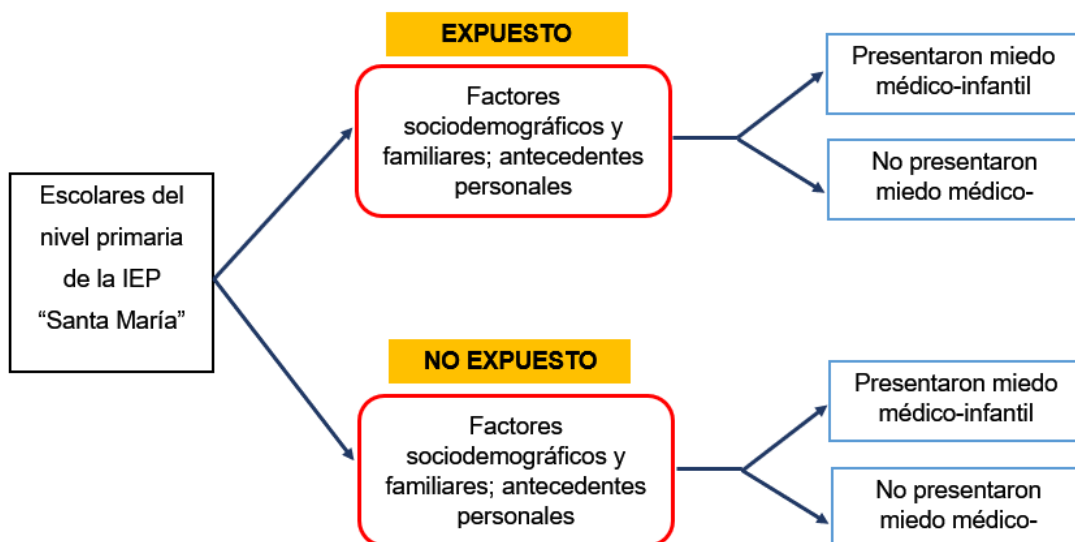 EXPUESTO
Factores
sociodemográficos y
familiares; antecedentes
personales
Presentaron miedo
médico-infantil
No presentaron
miedo médico-
Escolares del
nivel primaria
de la IEP
“Santa María”
NO EXPUESTO
Factores
sociodemográficos y
familiares; antecedentes
personales
Presentaron miedo
médico-infantil
No presentaron
miedo médico-